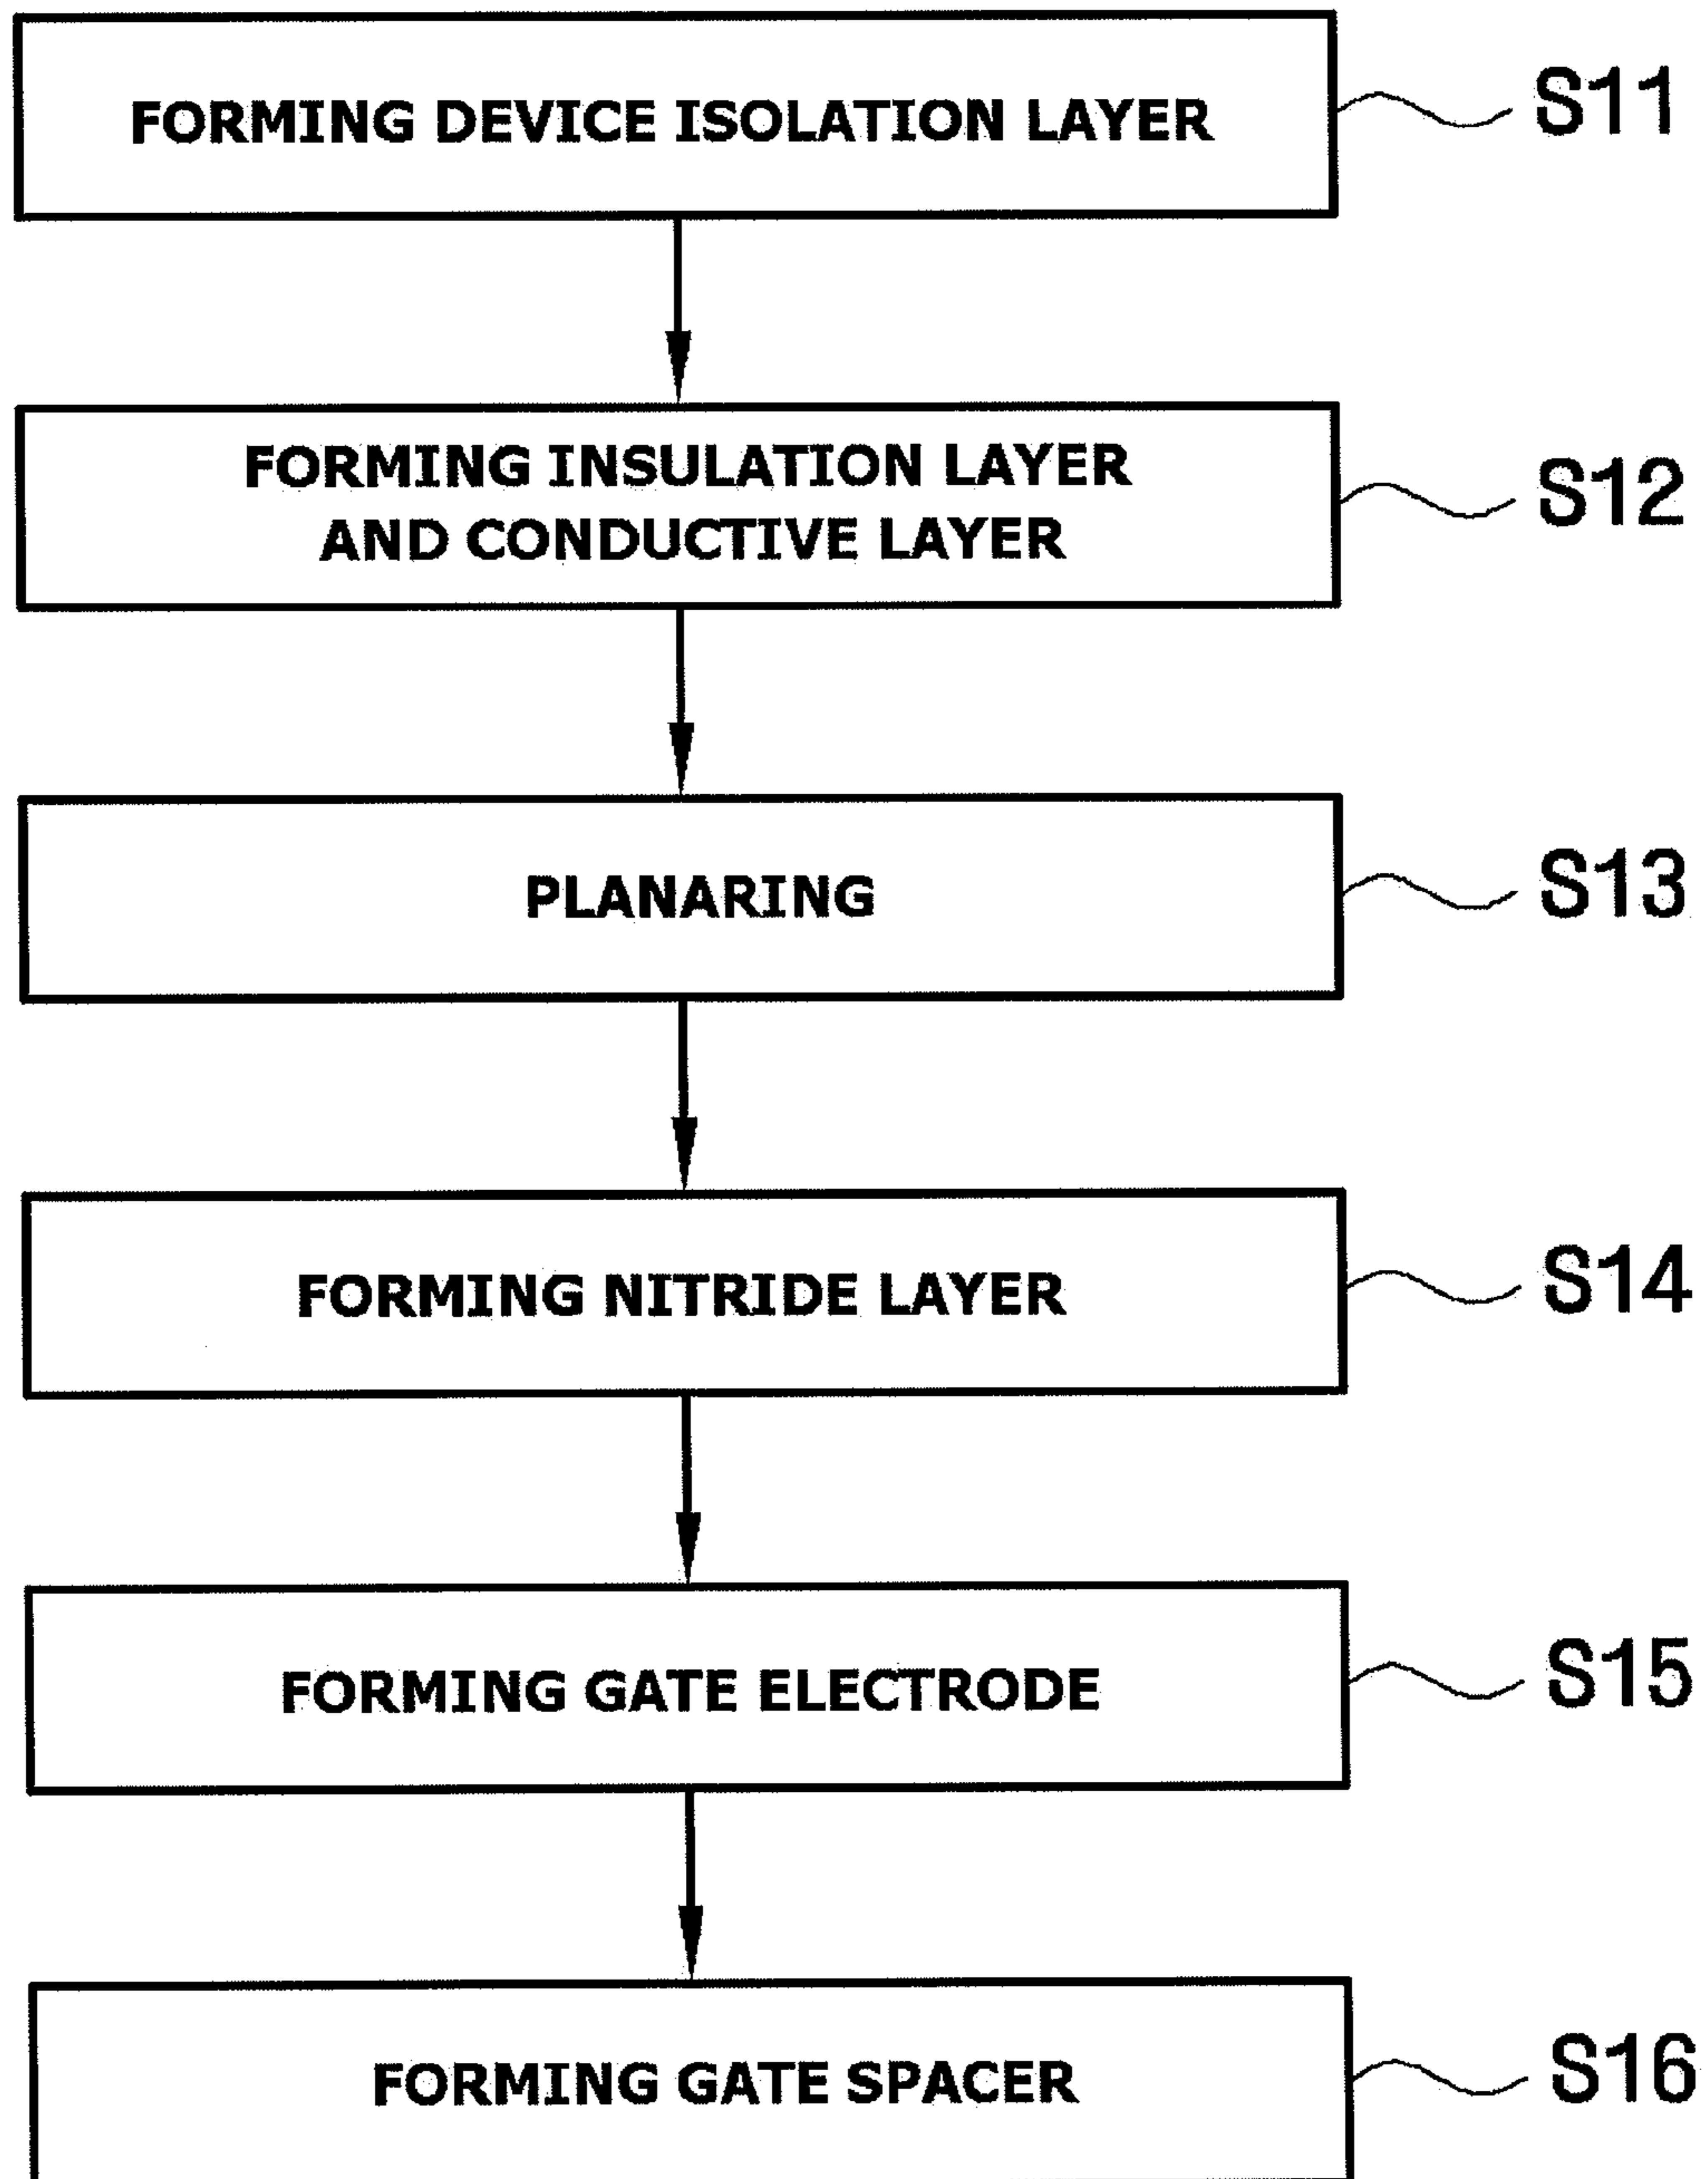 FORMING DEVICE ISOLATION LAYER
S11
FORMING INSULATION LAYER
AND CONDUCTIVE LAYER
S12
PLANARING
S13
FORMING NITRIDE LAYER
S14
FORMING GATE ELECTRODE
S15
FORMING GATE SPACER
S16